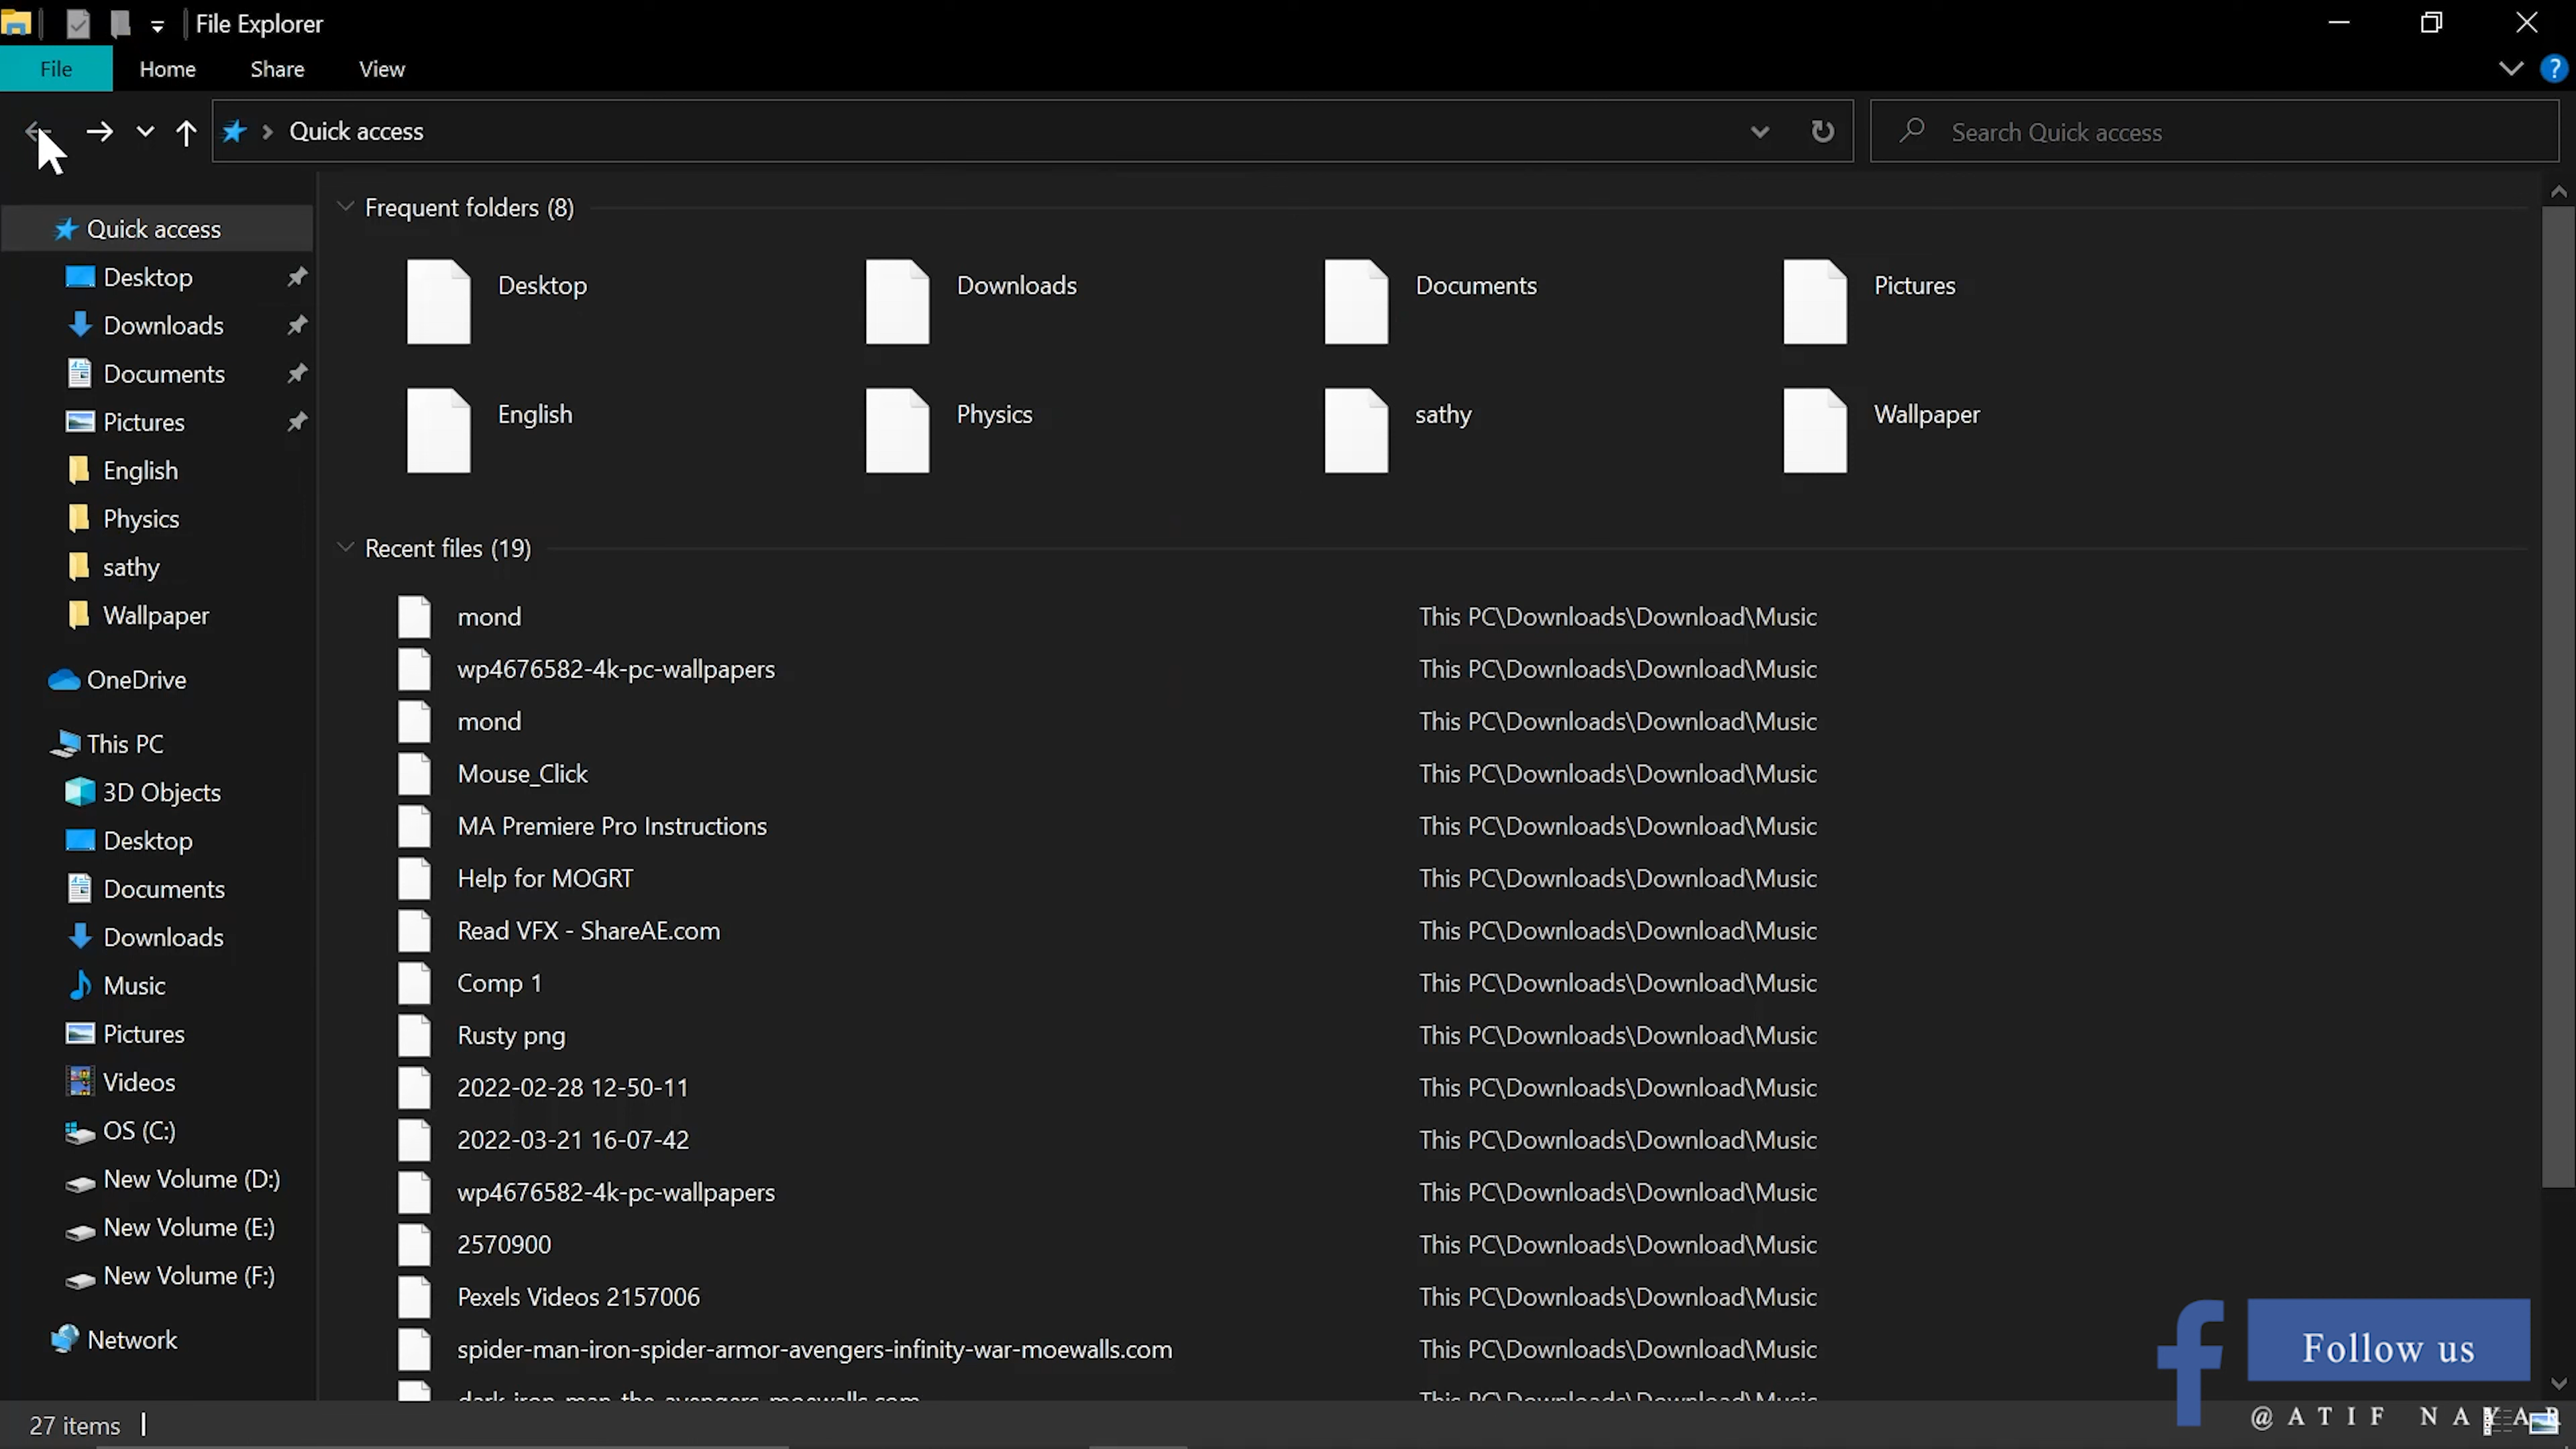 File Explorer
File Home Share View
Quick access
Search Quick access
Quick access
Desktop
Downloads
Documents
Pictures
English
Physics
sathy
Wallpaper
OneDrive
This PC
3D Objects
Desktop
Documents
Downloads
Music
Pictures
Videos
OS (C:)
New Volume (D:)
New Volume (E:)
New Volume (F:)
Network
Frequent folders (8)
Desktop Downloads Documents Pictures
English Physics sathy Wallpaper
Recent files (19)
mond This PC\Downloads\Download\Music
wp4676582-4k-pc-wallpapers This PC\Downloads\Download\Music
mond This PC\Downloads\Download\Music
Mouse_Click This PC\Downloads\Download\Music
MA Premiere Pro Instructions This PC\Downloads\Download\Music
Help for MOGRT This PC\Downloads\Download\Music
Read VFX - ShareAE.com This PC\Downloads\Download\Music
Comp 1 This PC\Downloads\Download\Music
Rusty png This PC\Downloads\Download\Music
2022-02-28 12-50-11 This PC\Downloads\Download\Music
2022-03-21 16-07-42 This PC\Downloads\Download\Music
wp4676582-4k-pc-wallpapers This PC\Downloads\Download\Music
2570900 This PC\Downloads\Download\Music
Pexels Videos 2157006 This PC\Downloads\Download\Music
spider-man-iron-spider-armor-avengers-infinity-war-moewalls.com This PC\Downloads\Download\Music
Follow us
@ATIF NAYAR
27 items